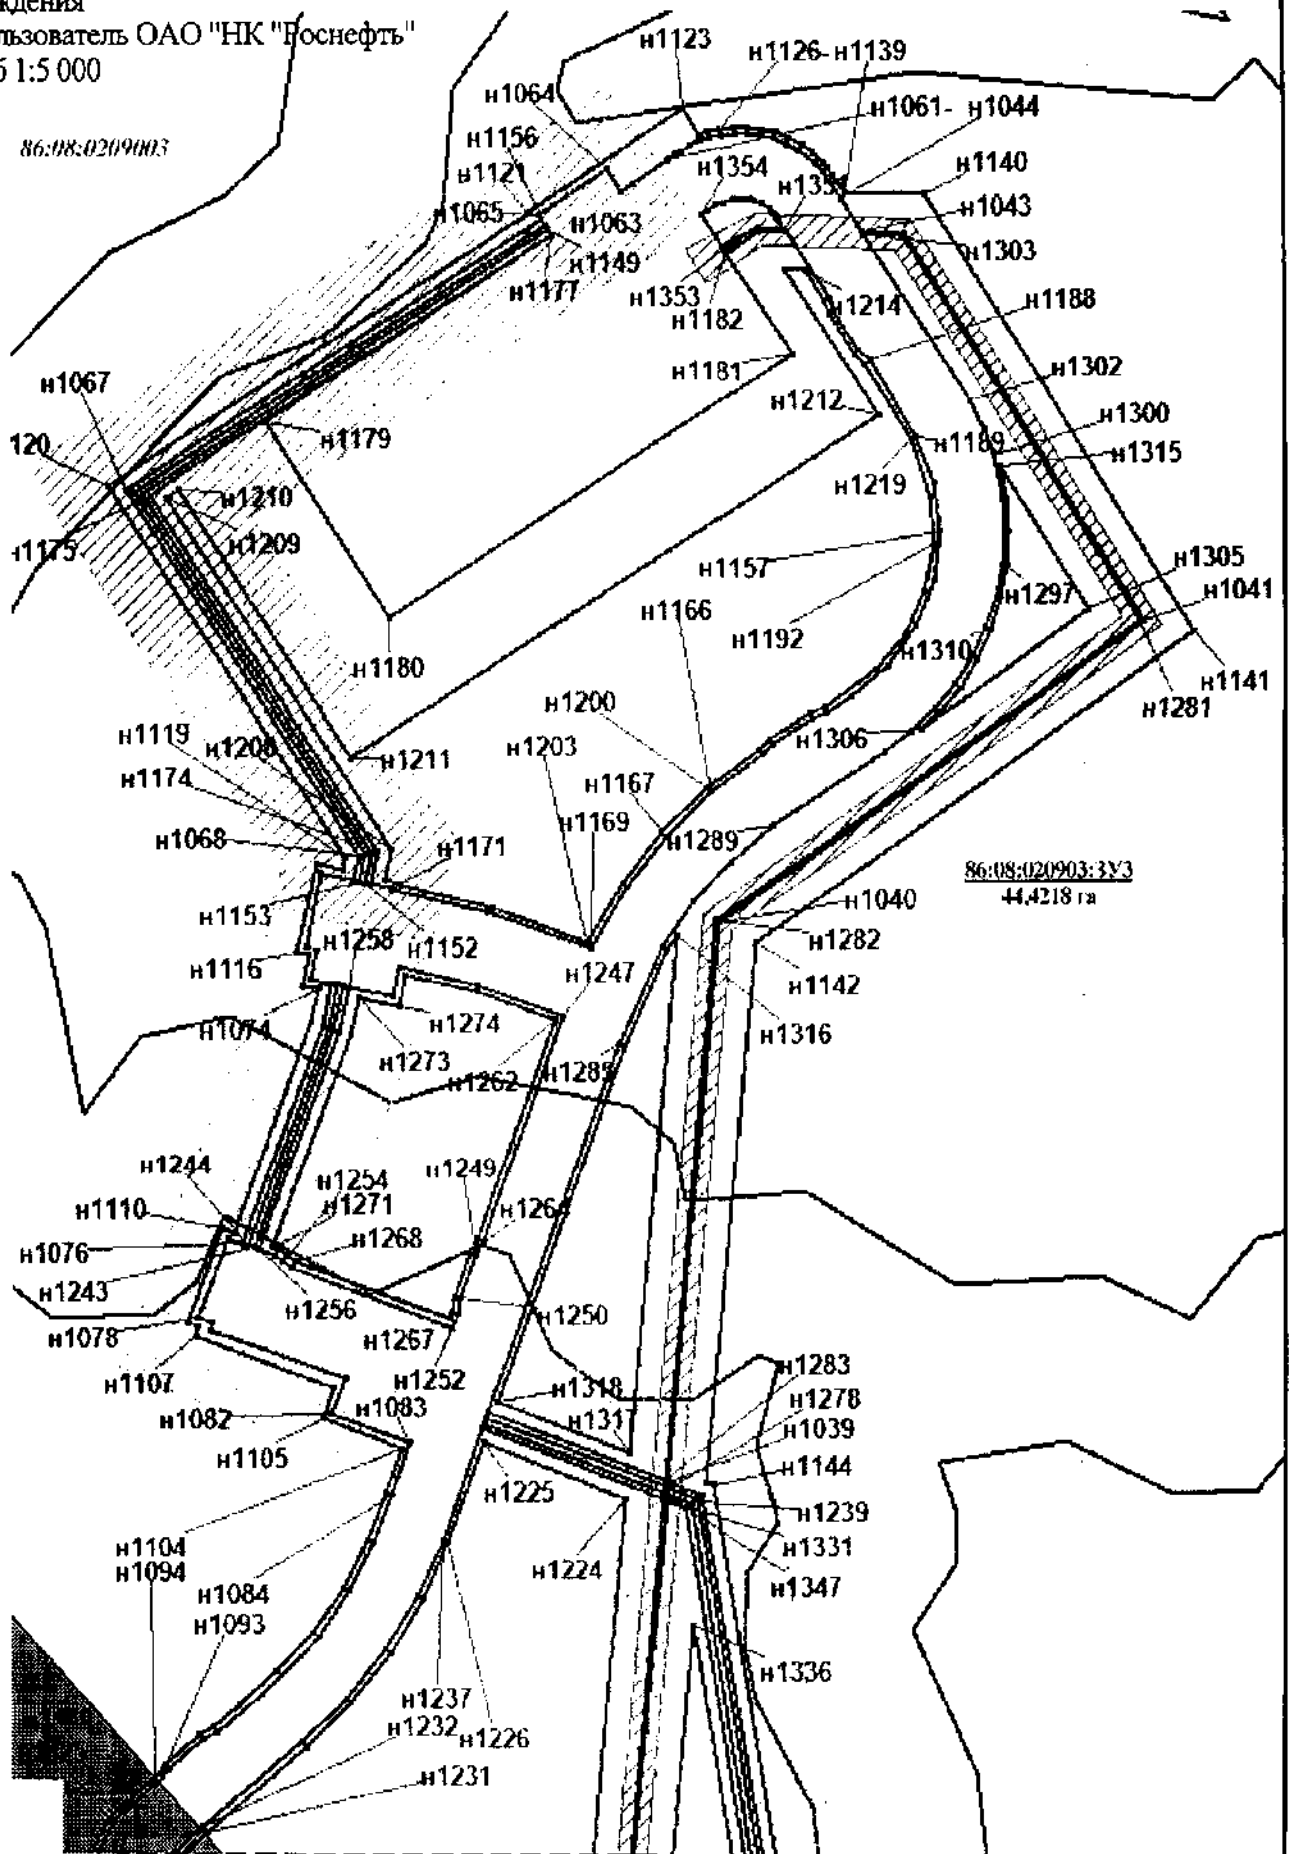 ждения
льзователь ОАО "НК "Роснефть"
б 1:5 000
86:08:0209003
н1123
н1126-н1139
н1064
н1061- н1044
н1156
н1354
н1140
н1121
н1065
н1063
н1043
н1149
н1303
н1177
н1353
н1214
н1188
н1182
н1067
н1181
н1302
н1212
н1300
120
н1179
н1189
н1315
н1219
н1210
н1175
н1209
н1157
н1305
н1297
н1041
н1166
н1192
н1310
н1180
н1141
н1281
н1200
н1119
н1203
н1306
н1211
н1174
н1167
н1169
н1068
н1171
н1289
86:08:020903:ЗУ3
44,4218 га
н1153
н1040
н1258
н1152
н1282
н1116
н1247
н1142
н1074
н1274
н1316
н1273
н1262
н1285
н1244
н1249
н1254
н1110
н1271
н1264
н1076
н1268
н1243
н1256
н1250
н1078
н1267
н1107
н1252
н1318
н1283
н1083
н1278
н1082
н1317
н1039
н1105
н1144
н1225
н1239
н1104
н1331
н1094
н1224
н1347
н1084
н1093
н1336
н1237
н1232
н1226
н1231